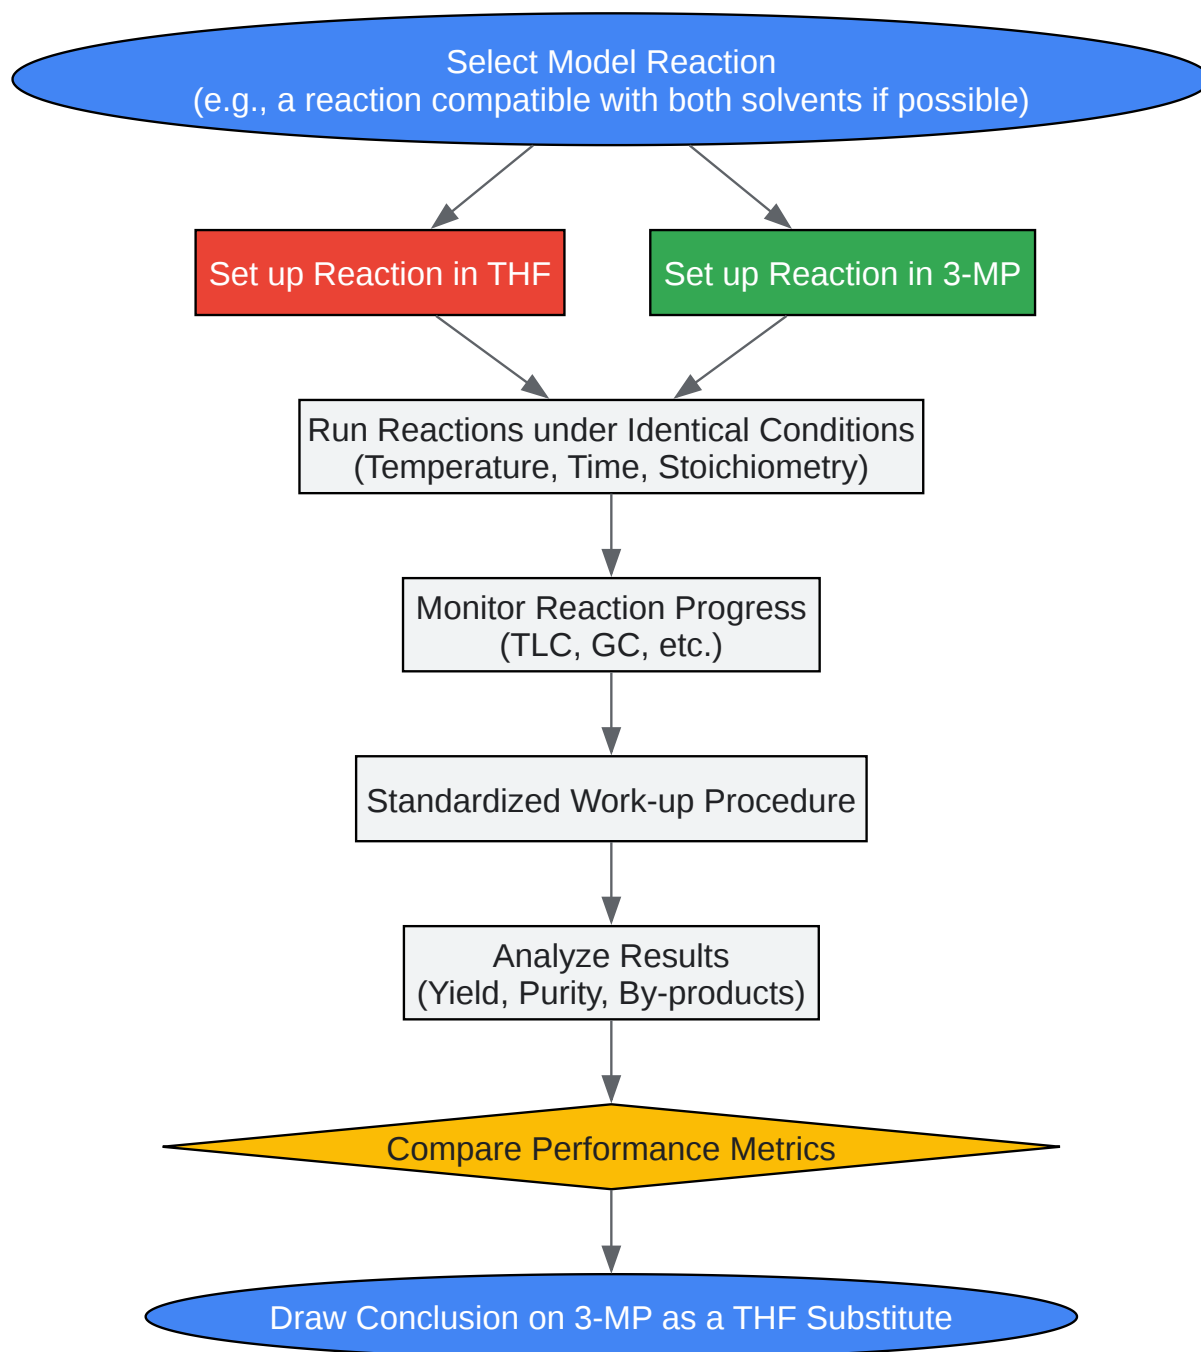 Select Model Reaction
(e.g., a reaction compatible with both solvents if possible)
Set up Reaction in THF
Set up Reaction in 3-MP
Run Reactions under Identical Conditions
(Temperature, Time, Stoichiometry)
Monitor Reaction Progress
(TLC, GC, etc.)
Standardized Work-up Procedure
Analyze Results
(Yield, Purity, By-products)
Compare Performance Metrics
Draw Conclusion on 3-MP as a THF Substitute